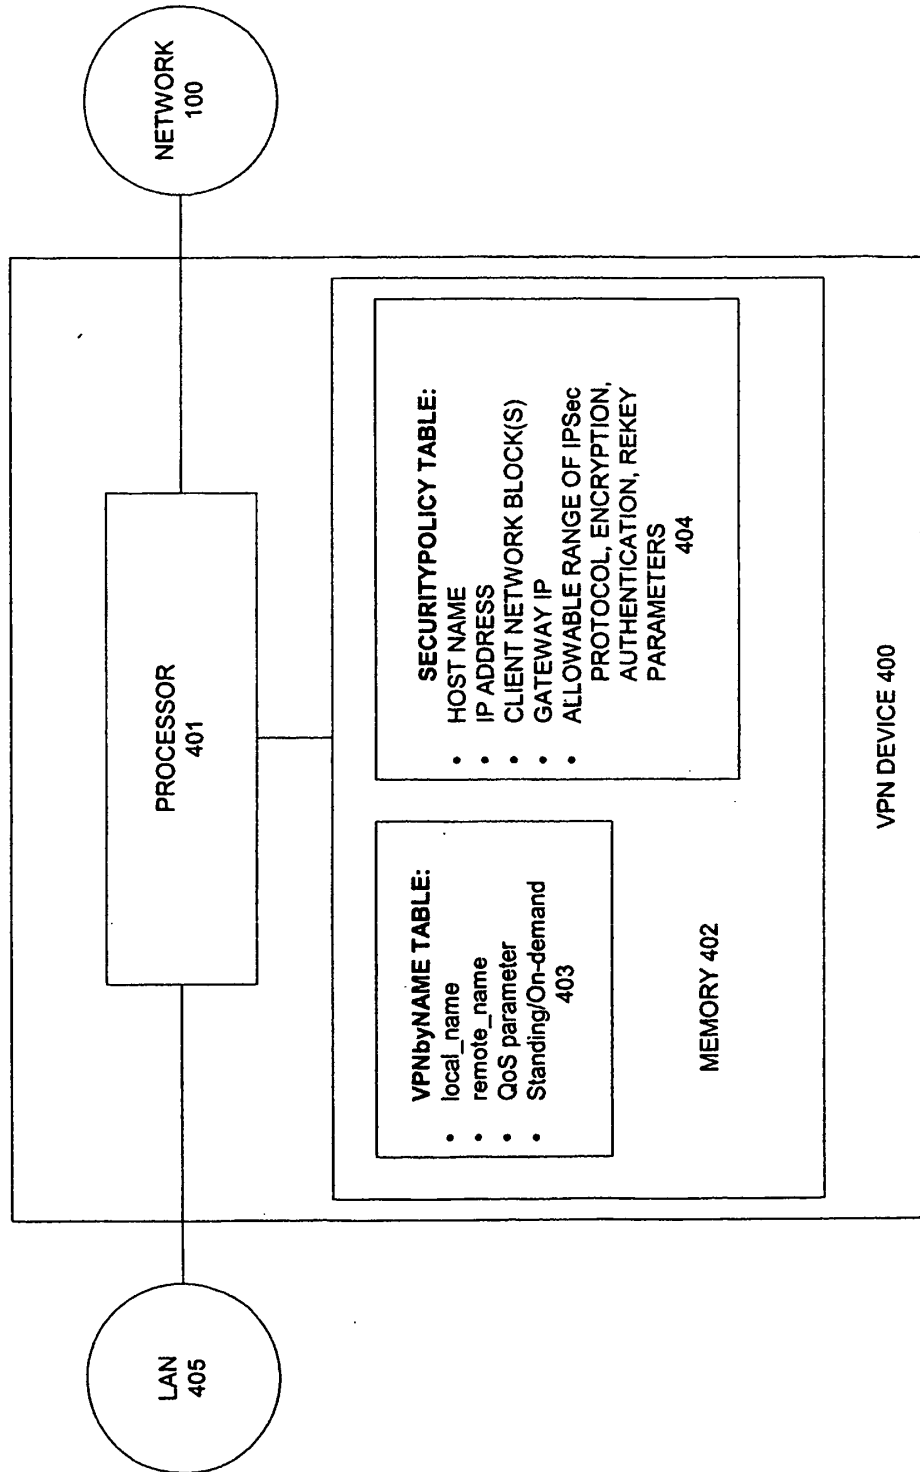 LAN
405
PROCESSOR
401
NETWORK
100
VPNbyNAME TABLE:
• local_name
• remote_name
• QoS parameter
• Standing/On-demand
403
SECURITYPOLICY TABLE:
• HOST NAME
• IP ADDRESS
• CLIENT NETWORK BLOCK(S)
• GATEWAY IP
• ALLOWABLE RANGE OF IPSec
PROTOCOL, ENCRYPTION,
AUTHENTICATION, REKEY
PARAMETERS
404
MEMORY 402
VPN DEVICE 400